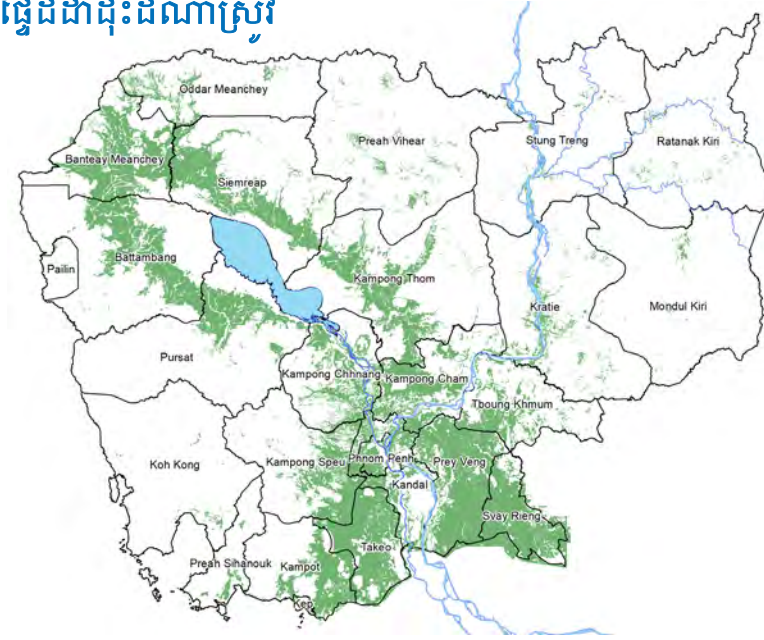 ផ្ទៃដីដាំដុះដំណាំស្រូវ
Oddar Meanchey
Preah Vihear
Stung Treng
Ratanak Kiri
Banteay Meanchey
Siemreap
Battambang
Pailin
Kampong Thom
Kratie
Mondul Kiri
Pursat
Kampong Chhnang
Kampong Cham
Tboung Khmum
Koh Kong
Kampong Speu
Phnom Penh
Prey Veng
Kandal
Svay Rieng
Takeo
Preah Sihanouk
Kampot
Kep